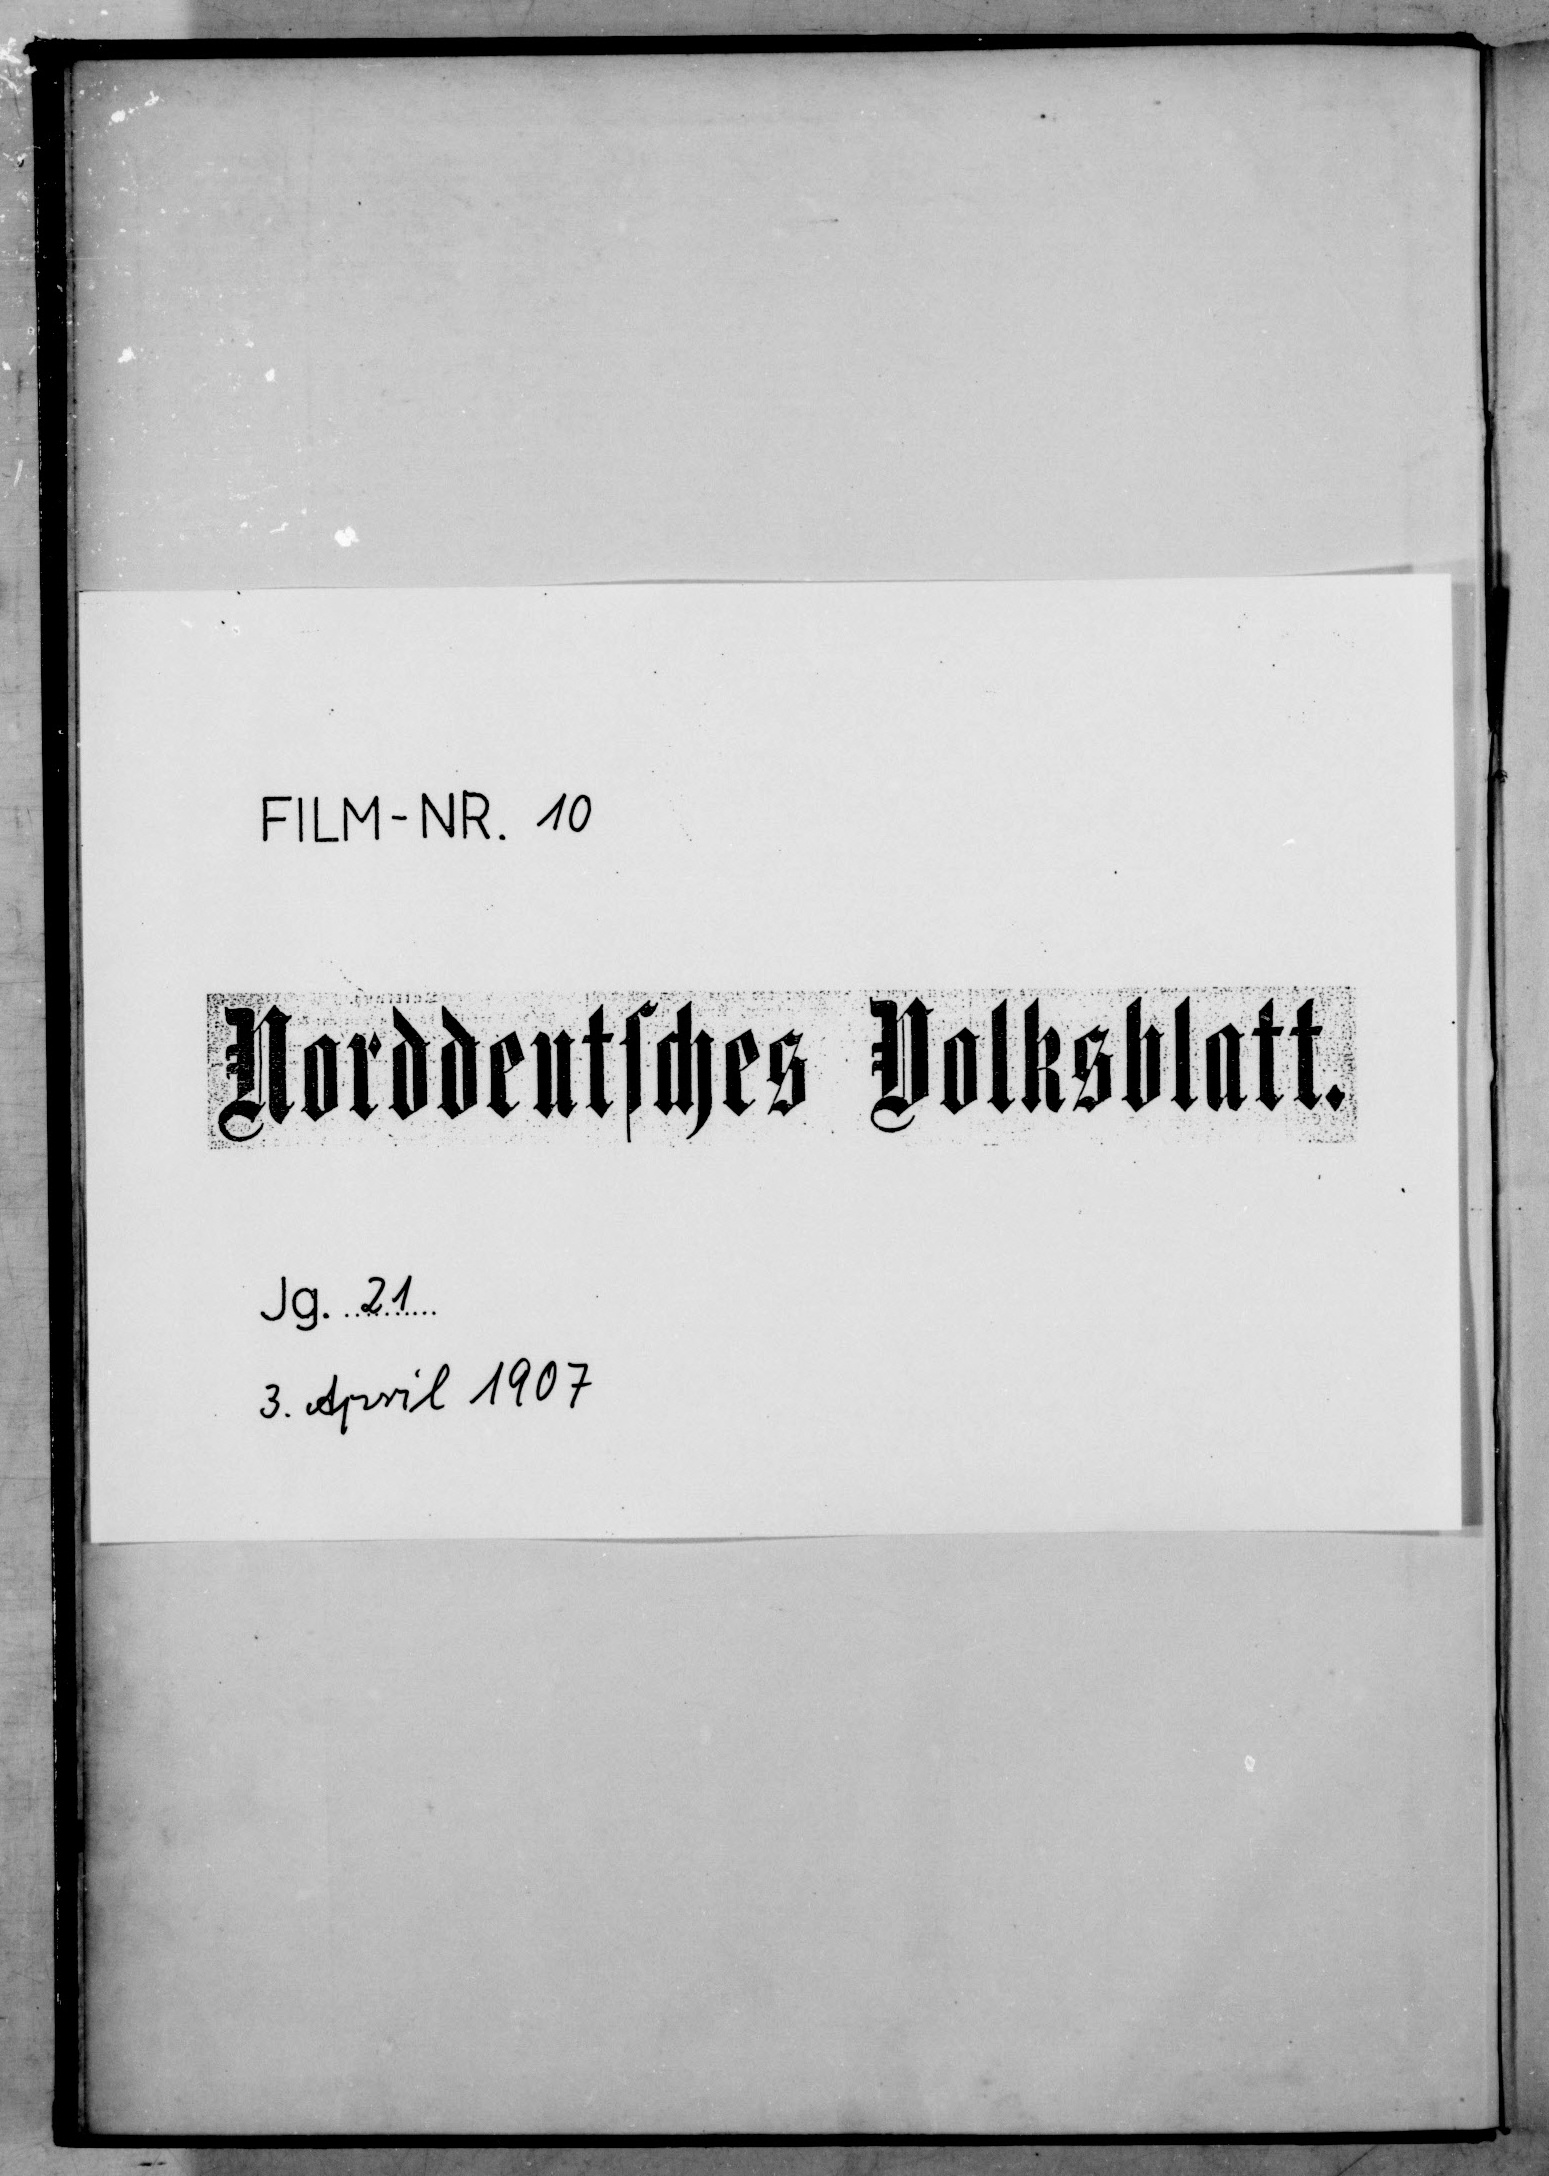 FILM-NR. 10
Norddeutſches Volksblatt.
Jg. 21
3. April 1907